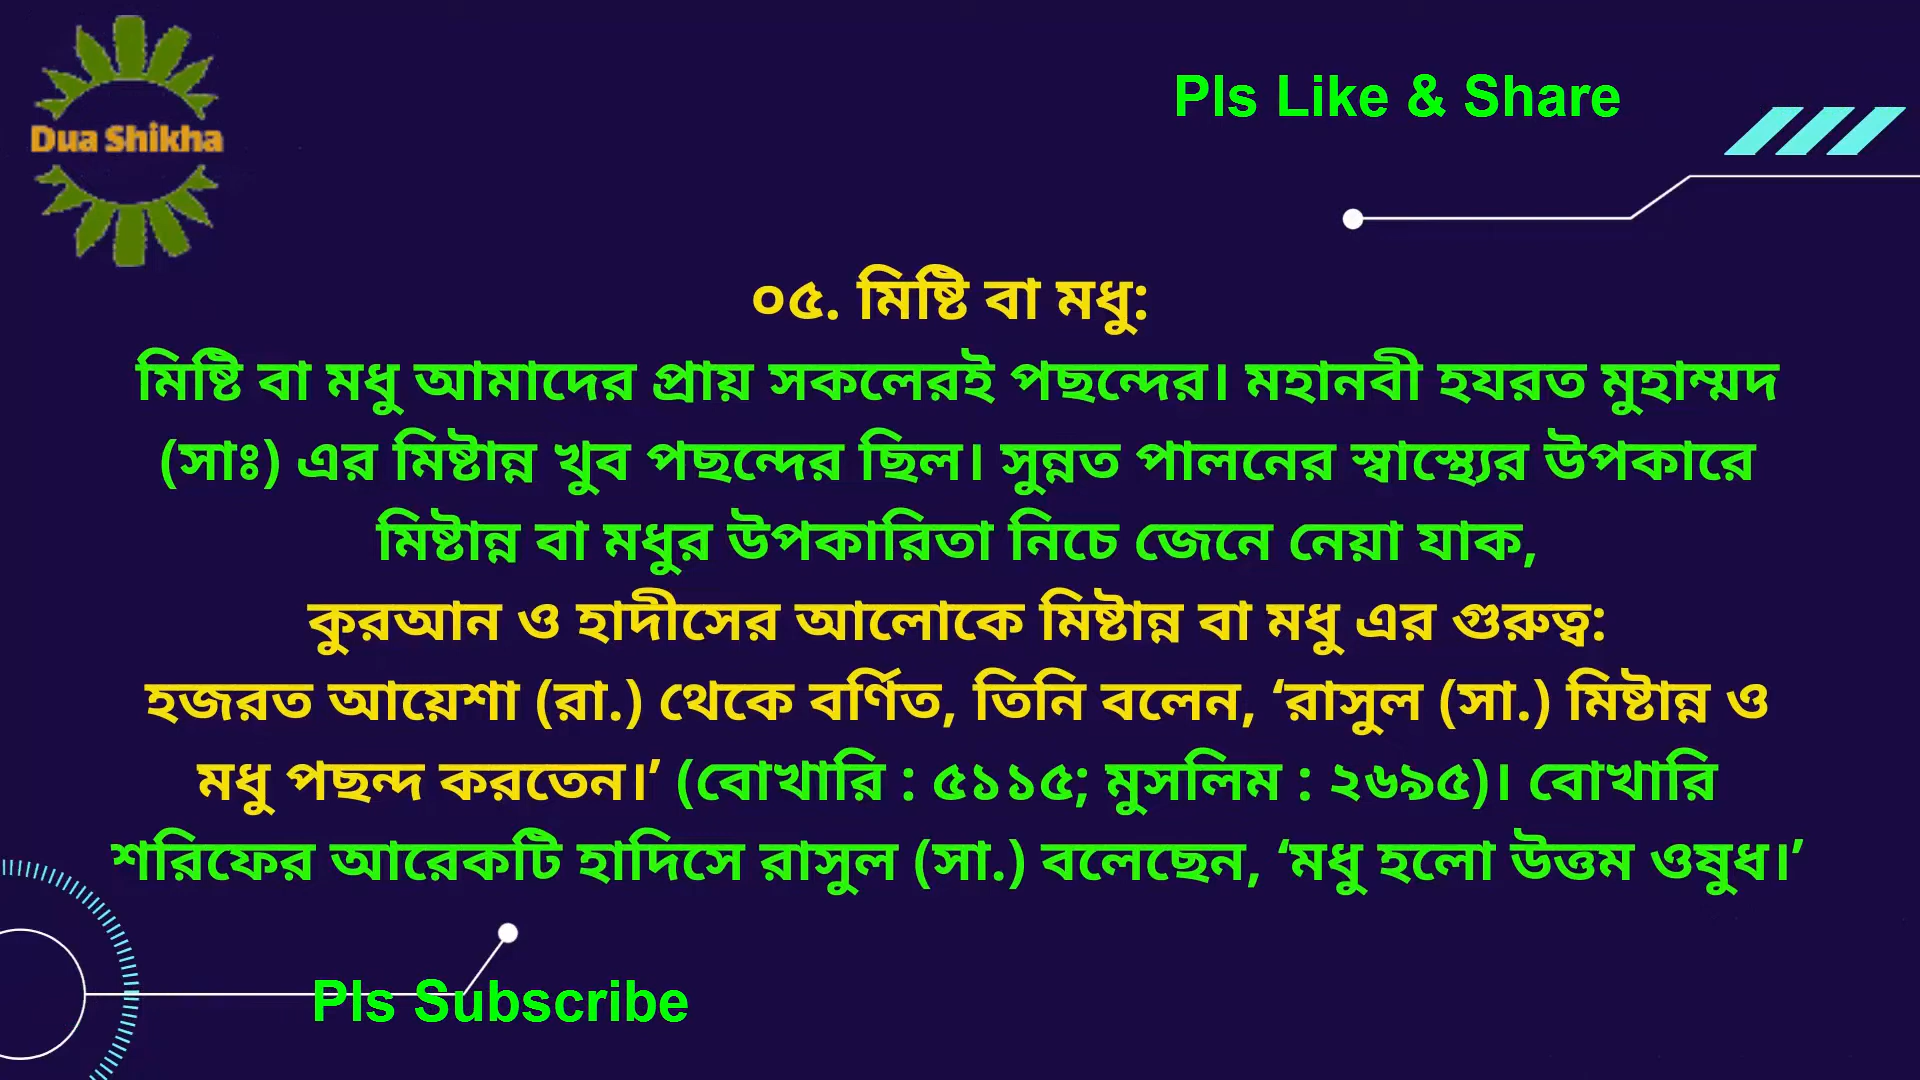 Dua Shikha
Pls Like & Share
০৫. মিষ্টি বা মধু:
মিষ্টি বা মধু আমাদের প্রায় সকলেরই পছন্দের। মহানবী হযরত মুহাম্মদ
(সাঃ) এর মিষ্টান্ন খুব পছন্দের ছিল। সুন্নত পালনের স্বাস্থ্যের উপকারে
মিষ্টান্ন বা মধুর উপকারিতা নিচে জেনে নেয়া যাক,
কুরআন ও হাদীসের আলোকে মিষ্টান্ন বা মধু এর গুরুত্ব:
হজরত আয়েশা (রা.) থেকে বর্ণিত, তিনি বলেন, ‘রাসুল (সা.) মিষ্টান্ন ও
মধু পছন্দ করতেন।’ (বোখারি : ৫১১৫; মুসলিম : ২৬৯৫)। বোখারি
শরিফের আরেকটি হাদিসে রাসুল (সা.) বলেছেন, ‘মধু হলো উত্তম ওষুধ।’
Pls Subscribe